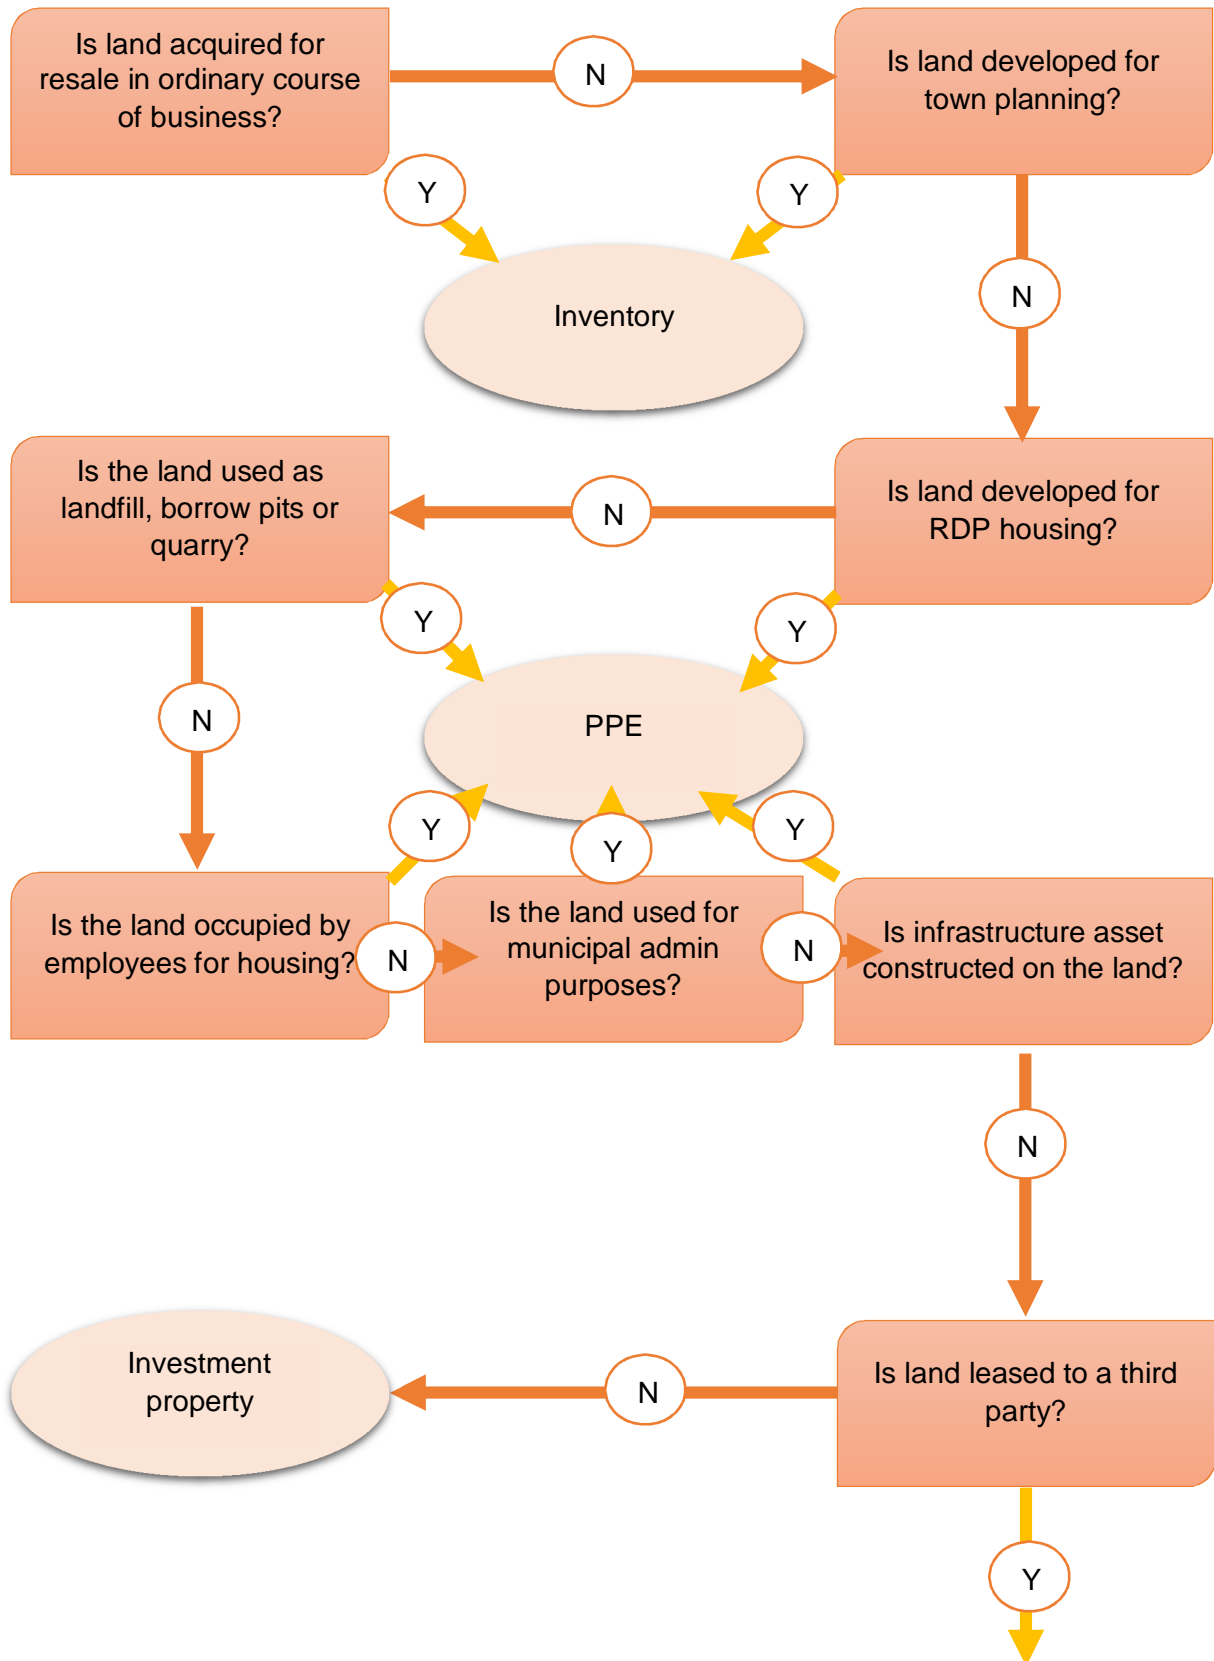 Is land acquired for
resale in ordinary course
of business?
N
Is land developed for
town planning?
Y
Y
Inventory
N
Is the land used as
landfill, borrow pits or
quarry?
N
Is land developed for
RDP housing?
Y
Y
N
PPE
Y
Y
Y
Is the land occupied by
employees for housing?
N
Is the land used for
municipal admin
purposes?
N
Is infrastructure asset
constructed on the land?
N
Investment
property
N
Is land leased to a third
party?
Y